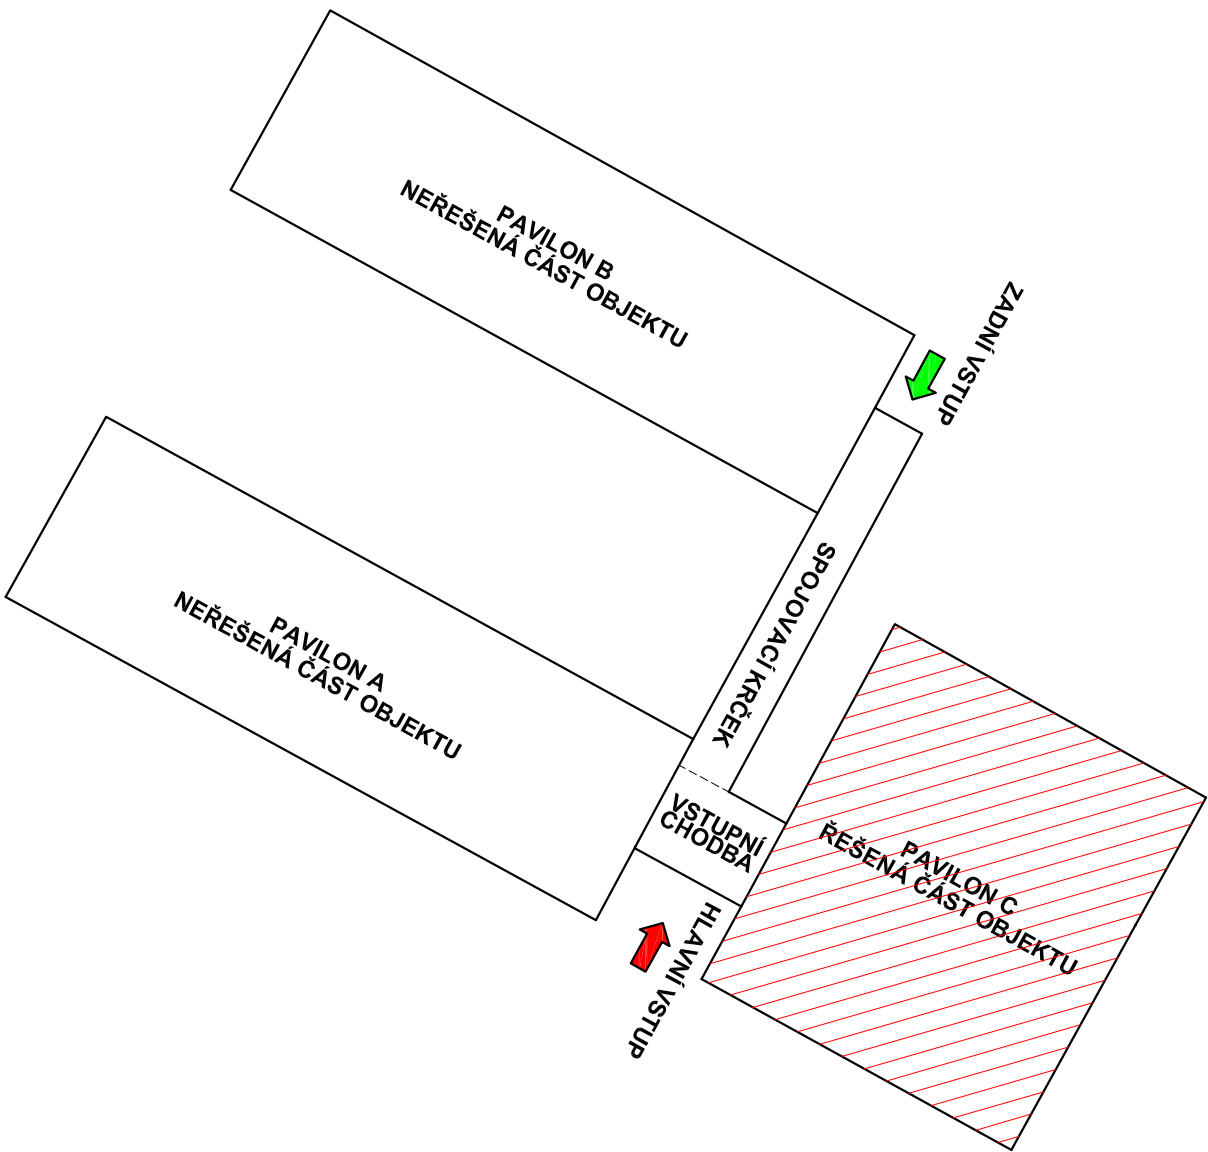 PAVILON B
NEŘEŠENÁ ČÁST OBJEKTU
ZADNÍ VSTUP
SPOJOVACÍ KRČEK
PAVILON A
NEŘEŠENÁ ČÁST OBJEKTU
VSTUPNÍ
CHODBA
PAVILON C
ŘEŠENÁ ČÁST OBJEKTU
HLAVNÍ VSTUP